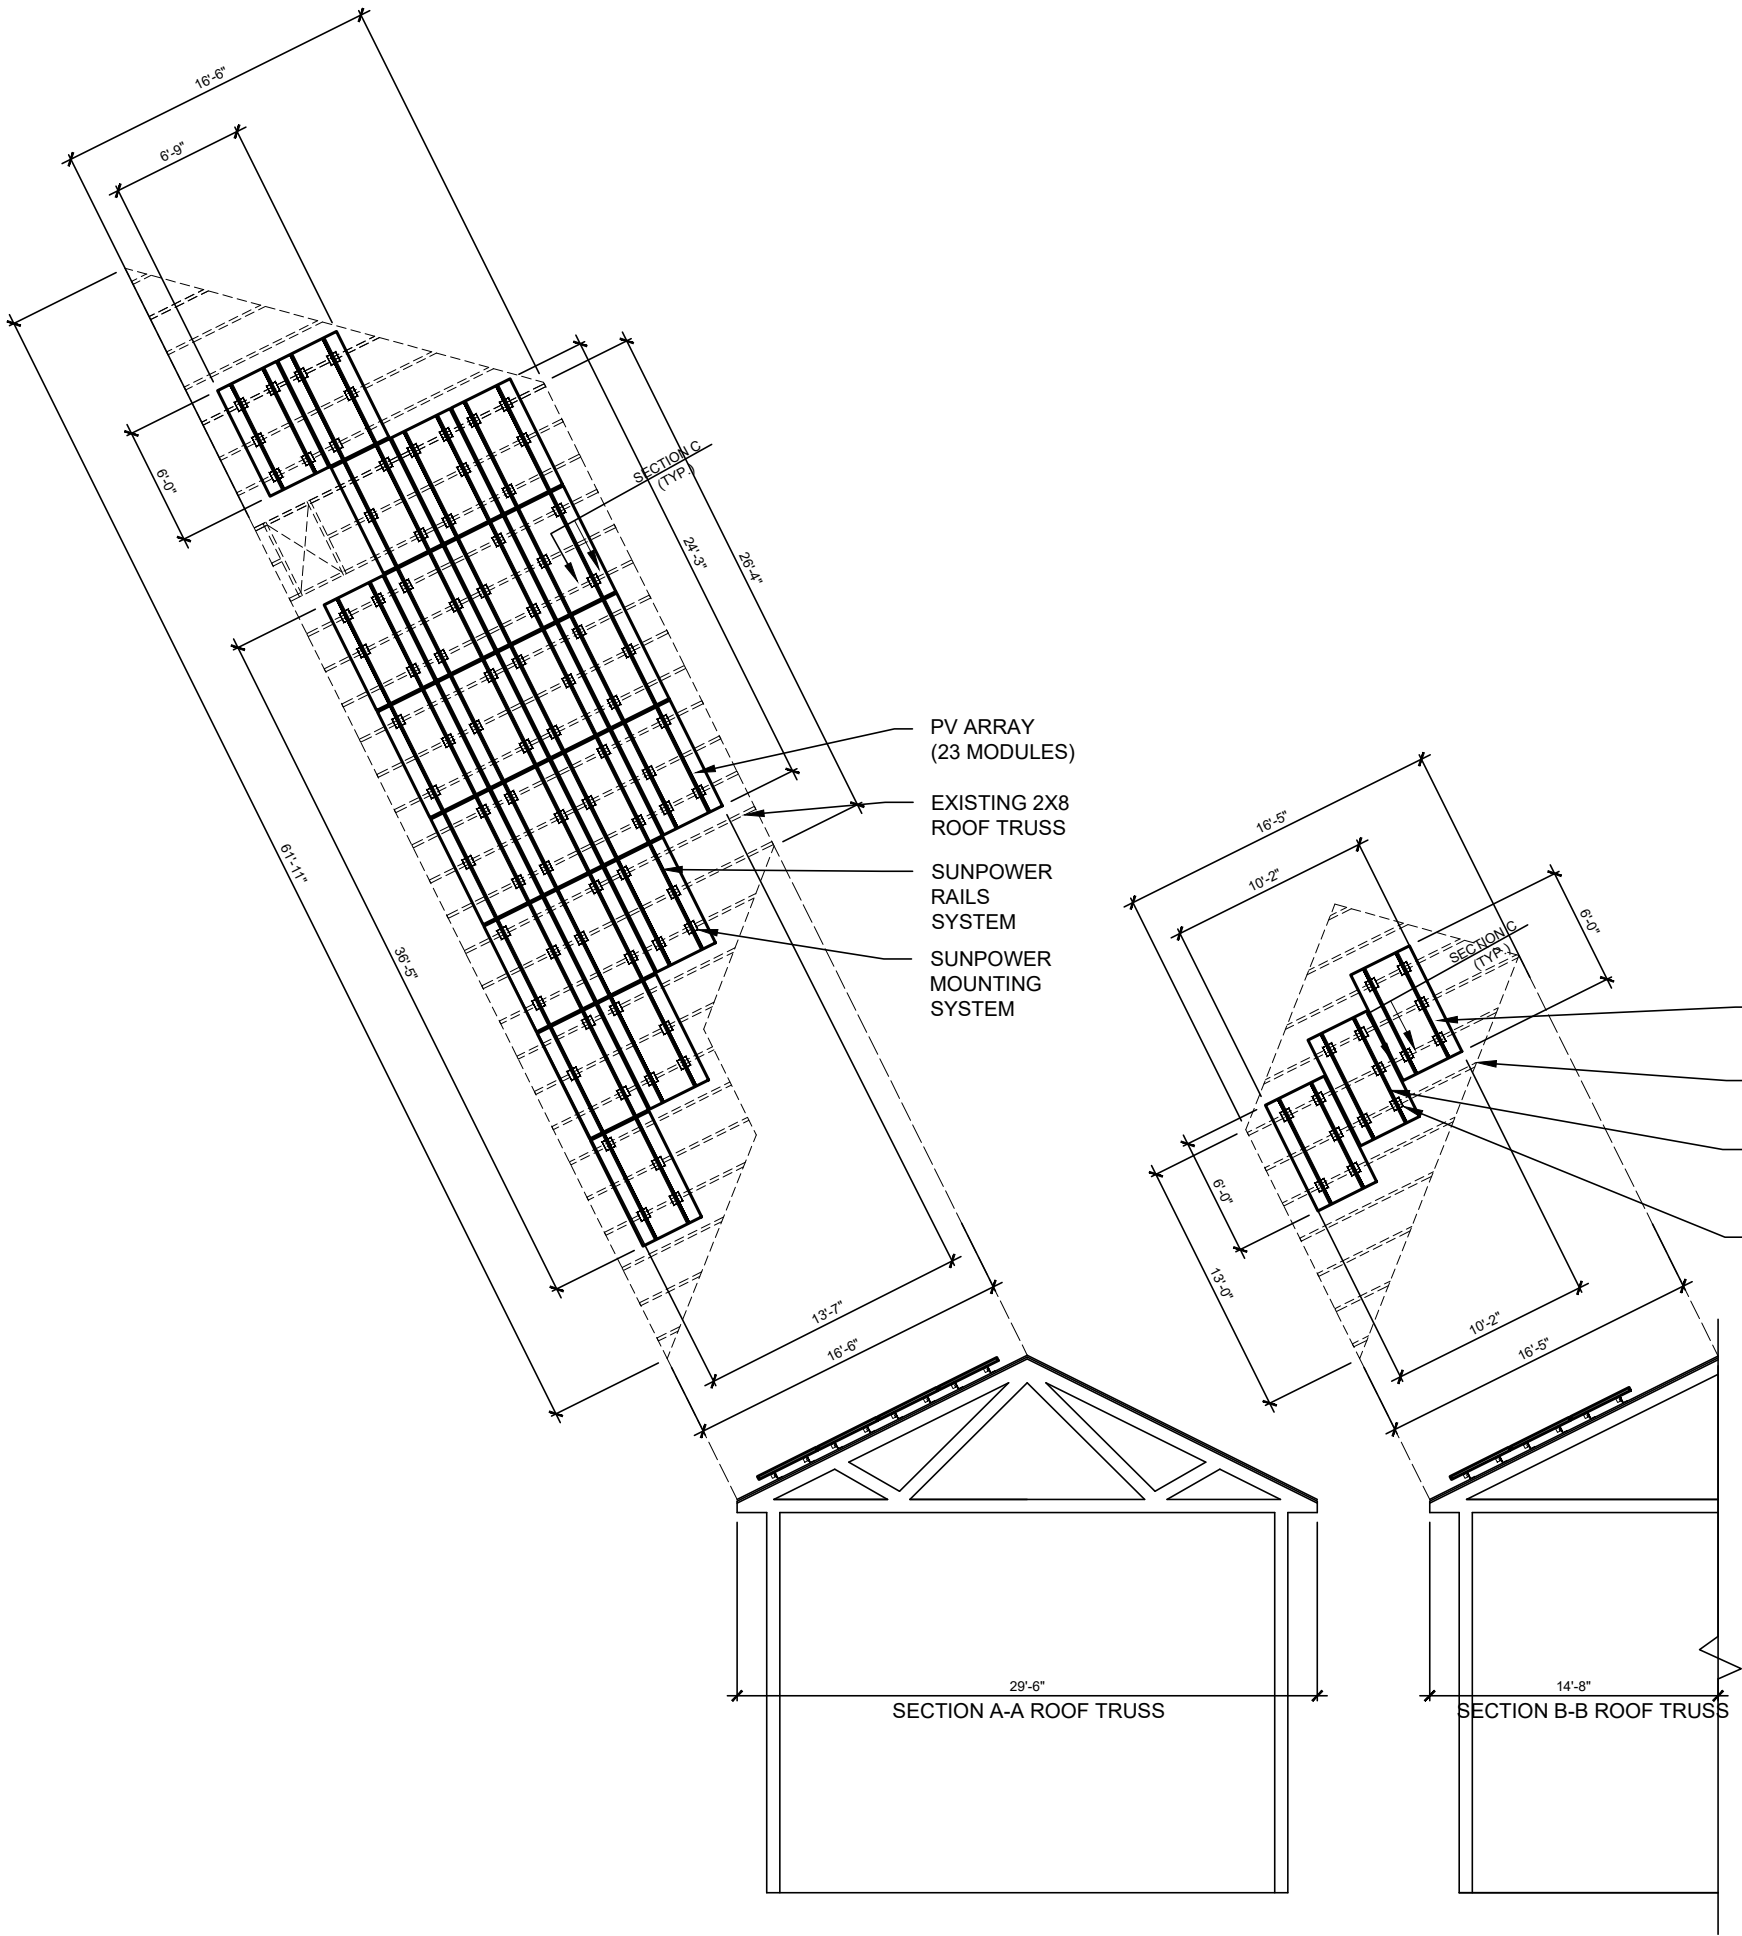 16'-6"
6'-9"
6'-0"
SECTION C
(TYP.)
24'-3"
26'-4"
61'-11"
36'-5"
PV ARRAY
(23 MODULES)
EXISTING 2X8
ROOF TRUSS
SUNPOWER
RAILS
SYSTEM
SUNPOWER
MOUNTING
SYSTEM
13'-7"
16'-6"
29'-6"
SECTION A-A ROOF TRUSS
16'-5"
10'-2"
6'-0"
SECTION C
(TYP.)
6'-0"
13'-0"
10'-2"
16'-5"
14'-8"
SECTION B-B ROOF TRUSS